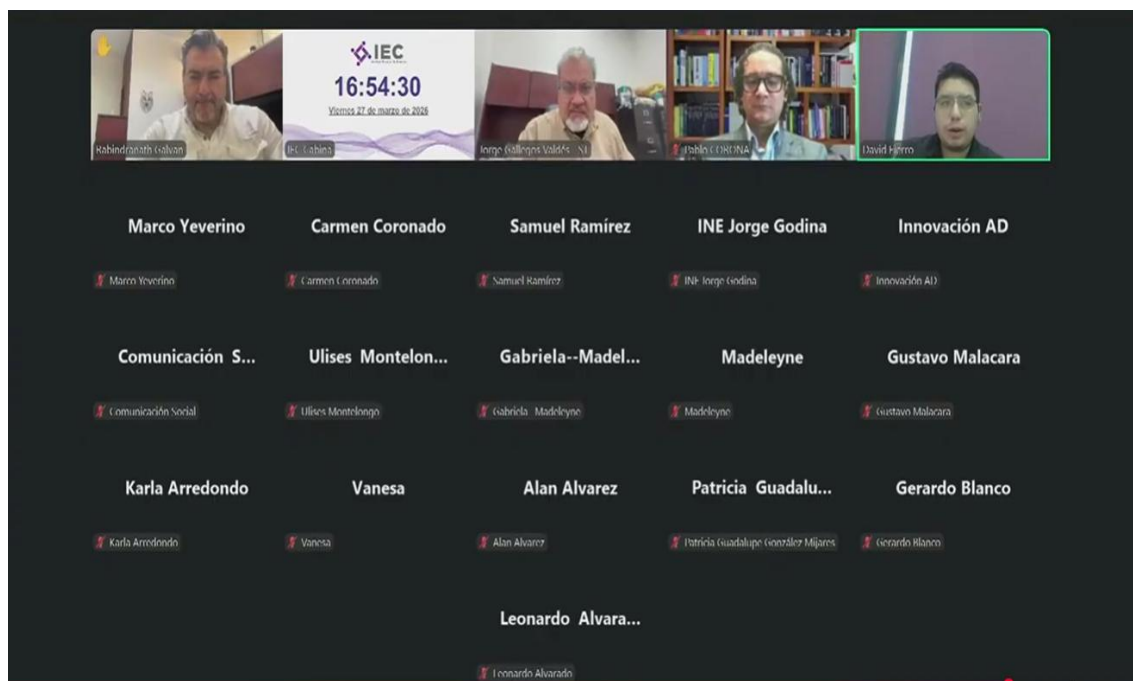 IEC
16:54:30
Viernes 27 de marzo de 2026
Rabindranath Galvan
IEC Cabina
Jorge Gallegos Valdés - ST
Pablo CORONA
David Fierro
Marco Yeverino
Carmen Coronado
Samuel Ramírez
INE Jorge Godina
Innovación AD
Marco Yeverino
Carmen Coronado
Samuel Ramírez
INE Jorge Godina
Innovación AD
Comunicación S...
Ulises Montelon...
Gabriela--Madel...
Madeleyne
Gustavo Malacara
Comunicación Social
Ulises Montelongo
Gabriela--Madeleyne
Madeleyne
Gustavo Malacara
Karla Arredondo
Vanesa
Alan Alvarez
Patricia Guadalu...
Gerardo Blanco
Karla Arredondo
Vanesa
Alan Alvarez
Patricia Guadalupe González Mijares
Gerardo Blanco
Leonardo Alvara...
Leonardo Alvarado